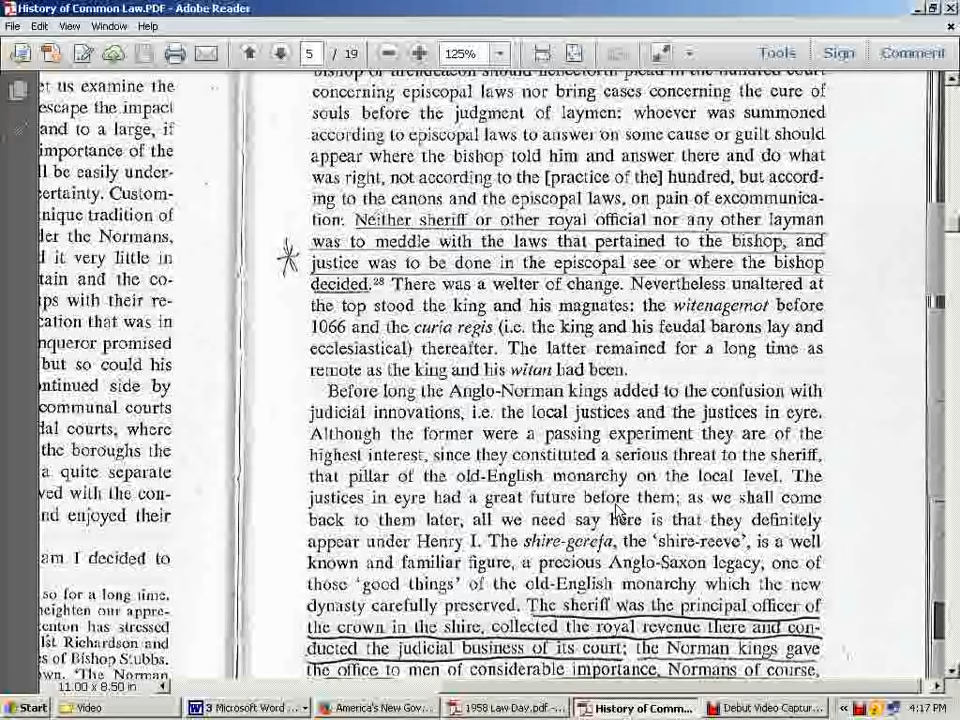 History of Common Law.PDF - Adobe Reader
File Edit View Window Help
5 / 19 125% Tools Sign Comment
et us examine the
escape the impact
and to a large, if
importance of the
ll be easily under-
ertainty. Custom-
nique tradition of
der the Normans,
d it very little in
tain and the co-
ps with their re-
cation that was in
nqueror promised
but so could his
ntinued side by
communal courts
dal courts, where
the boroughs the
a quite separate
ved with the con-
nd enjoyed their
am I decided to
so for a long time.
heighten our appre-
enton has stressed
lst Richardson and
s of Bishop Stubbs.
wn. 'The Norman
bishop or archdeacon should henceforth plead in the hundred court
concerning episcopal laws nor bring cases concerning the cure of
souls before the judgment of laymen: whoever was summoned
according to episcopal laws to answer on some cause or guilt should
appear where the bishop told him and answer there and do what
was right, not according to the [practice of the] hundred, but accord-
ing to the canons and the episcopal laws, on pain of excommunica-
tion. Neither sheriff or other royal official nor any other layman
was to meddle with the laws that pertained to the bishop, and
justice was to be done in the episcopal see or where the bishop
decided.28 There was a welter of change. Nevertheless unaltered at
the top stood the king and his magnates: the witenagemot before
1066 and the curia regis (i.e. the king and his feudal barons lay and
ecclesiastical) thereafter. The latter remained for a long time as
remote as the king and his witan had been.
Before long the Anglo-Norman kings added to the confusion with
judicial innovations, i.e. the local justices and the justices in eyre.
Although the former were a passing experiment they are of the
highest interest, since they constituted a serious threat to the sheriff,
that pillar of the old-English monarchy on the local level. The
justices in eyre had a great future before them; as we shall come
back to them later, all we need say here is that they definitely
appear under Henry I. The shire-gerefa, the 'shire-reeve', is a well
known and familiar figure, a precious Anglo-Saxon legacy, one of
those 'good things' of the old-English monarchy which the new
dynasty carefully preserved. The sheriff was the principal officer of
the crown in the shire, collected the royal revenue there and con-
ducted the judicial business of its court; the Norman kings gave
the office to men of considerable importance, Normans of course,
11.00 x 8.50 in
Start Video 3 Microsoft Word ... America's New Gov... 1958 Law Day.pdf -... History of Comm... Debut Video Captur... « 4:17 PM